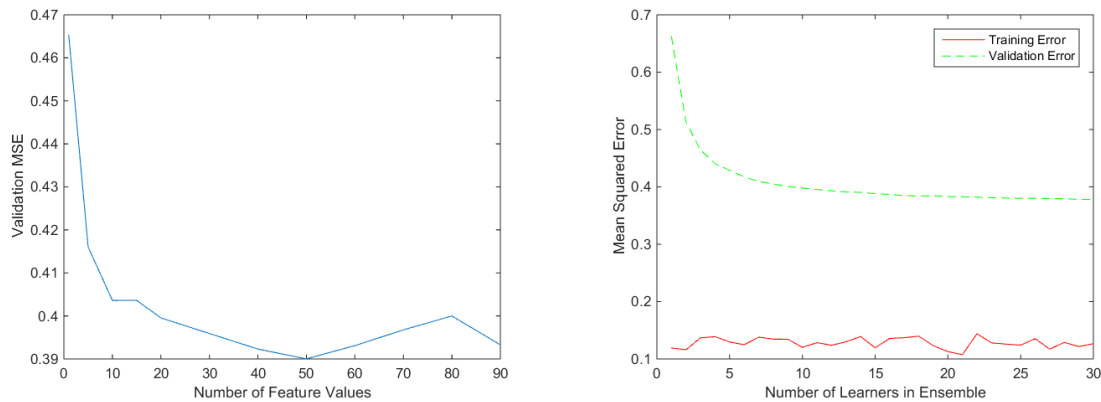 0.47
0.46
0.45
0.44
0.43
0.42
0.41
0.4
0.39
Validation MSE
0 10 20 30 40 50 60 70 80 90
Number of Feature Values
0.7
0.6
0.5
0.4
0.3
0.2
0.1
Mean Squared Error
Training Error
Validation Error
0 5 10 15 20 25 30
Number of Learners in Ensemble